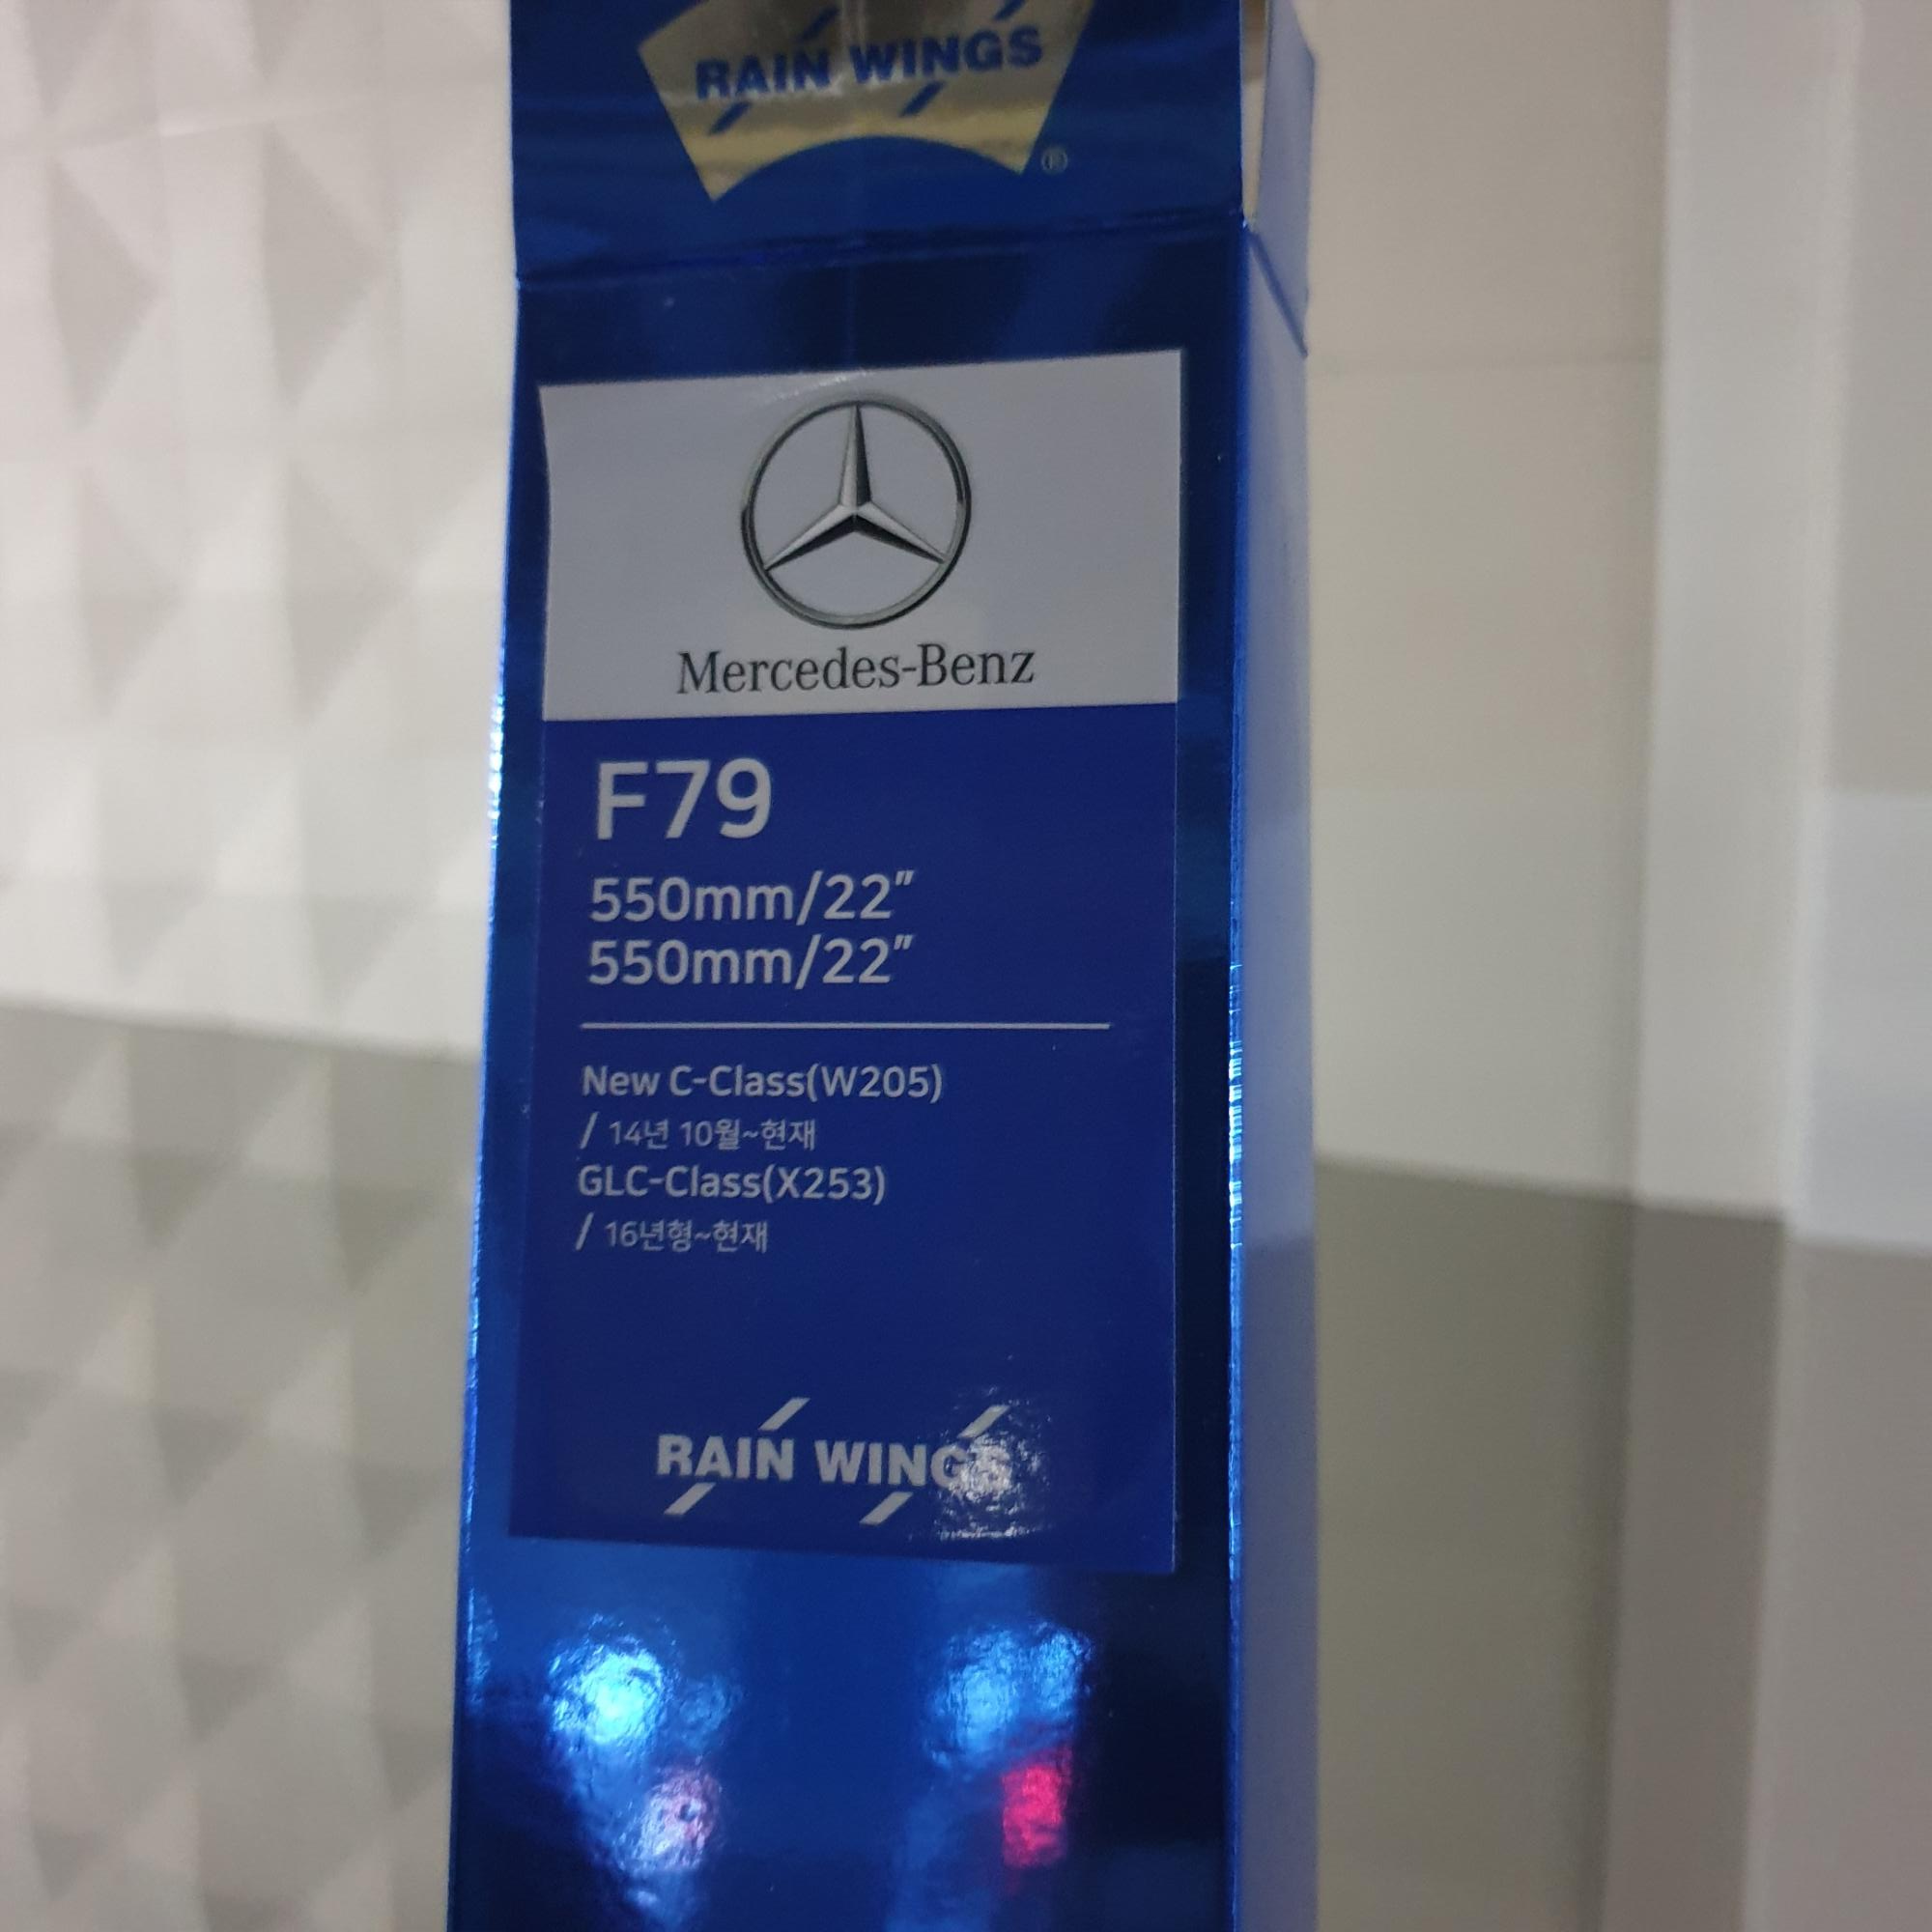 RAIN WINGS
®
Mercedes-Benz
F79
550mm/22"
550mm/22"
New C-Class(W205)
/ 14년 10월~현재
GLC-Class(X253)
/ 16년형~현재
RAIN WINGS